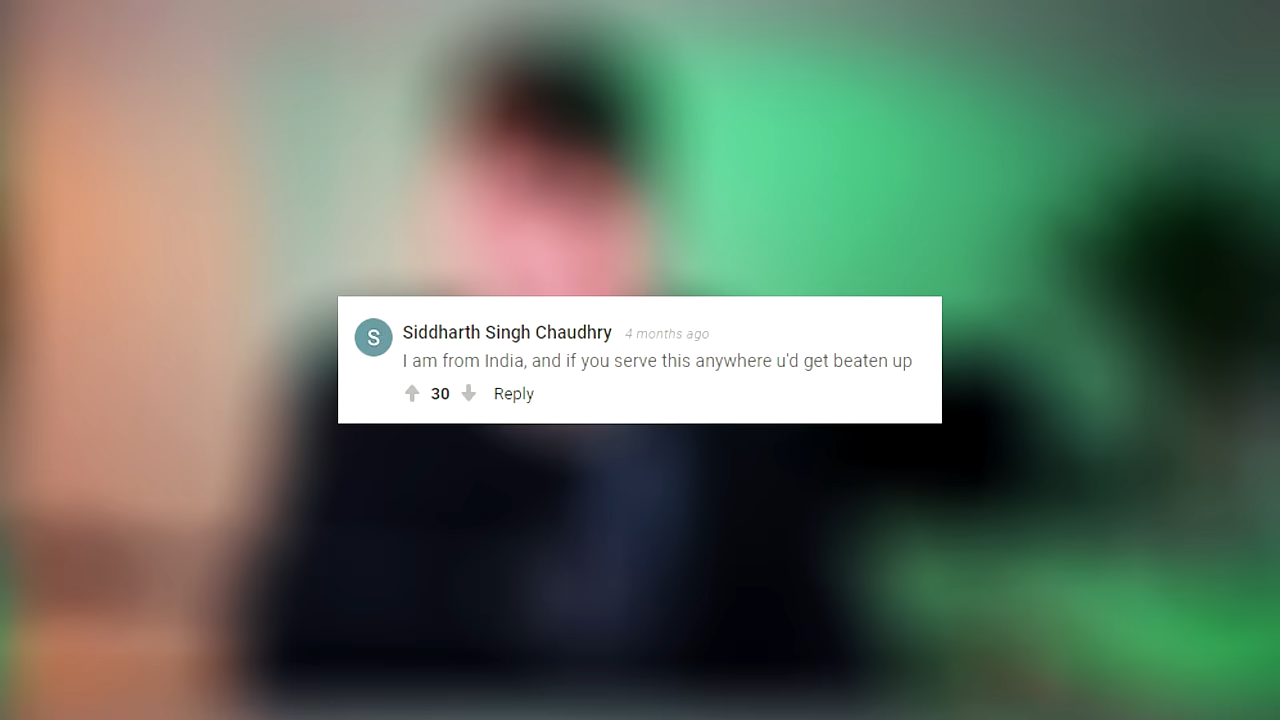 S
Siddharth Singh Chaudhry 4 months ago
I am from India, and if you serve this anywhere u'd get beaten up
30 Reply